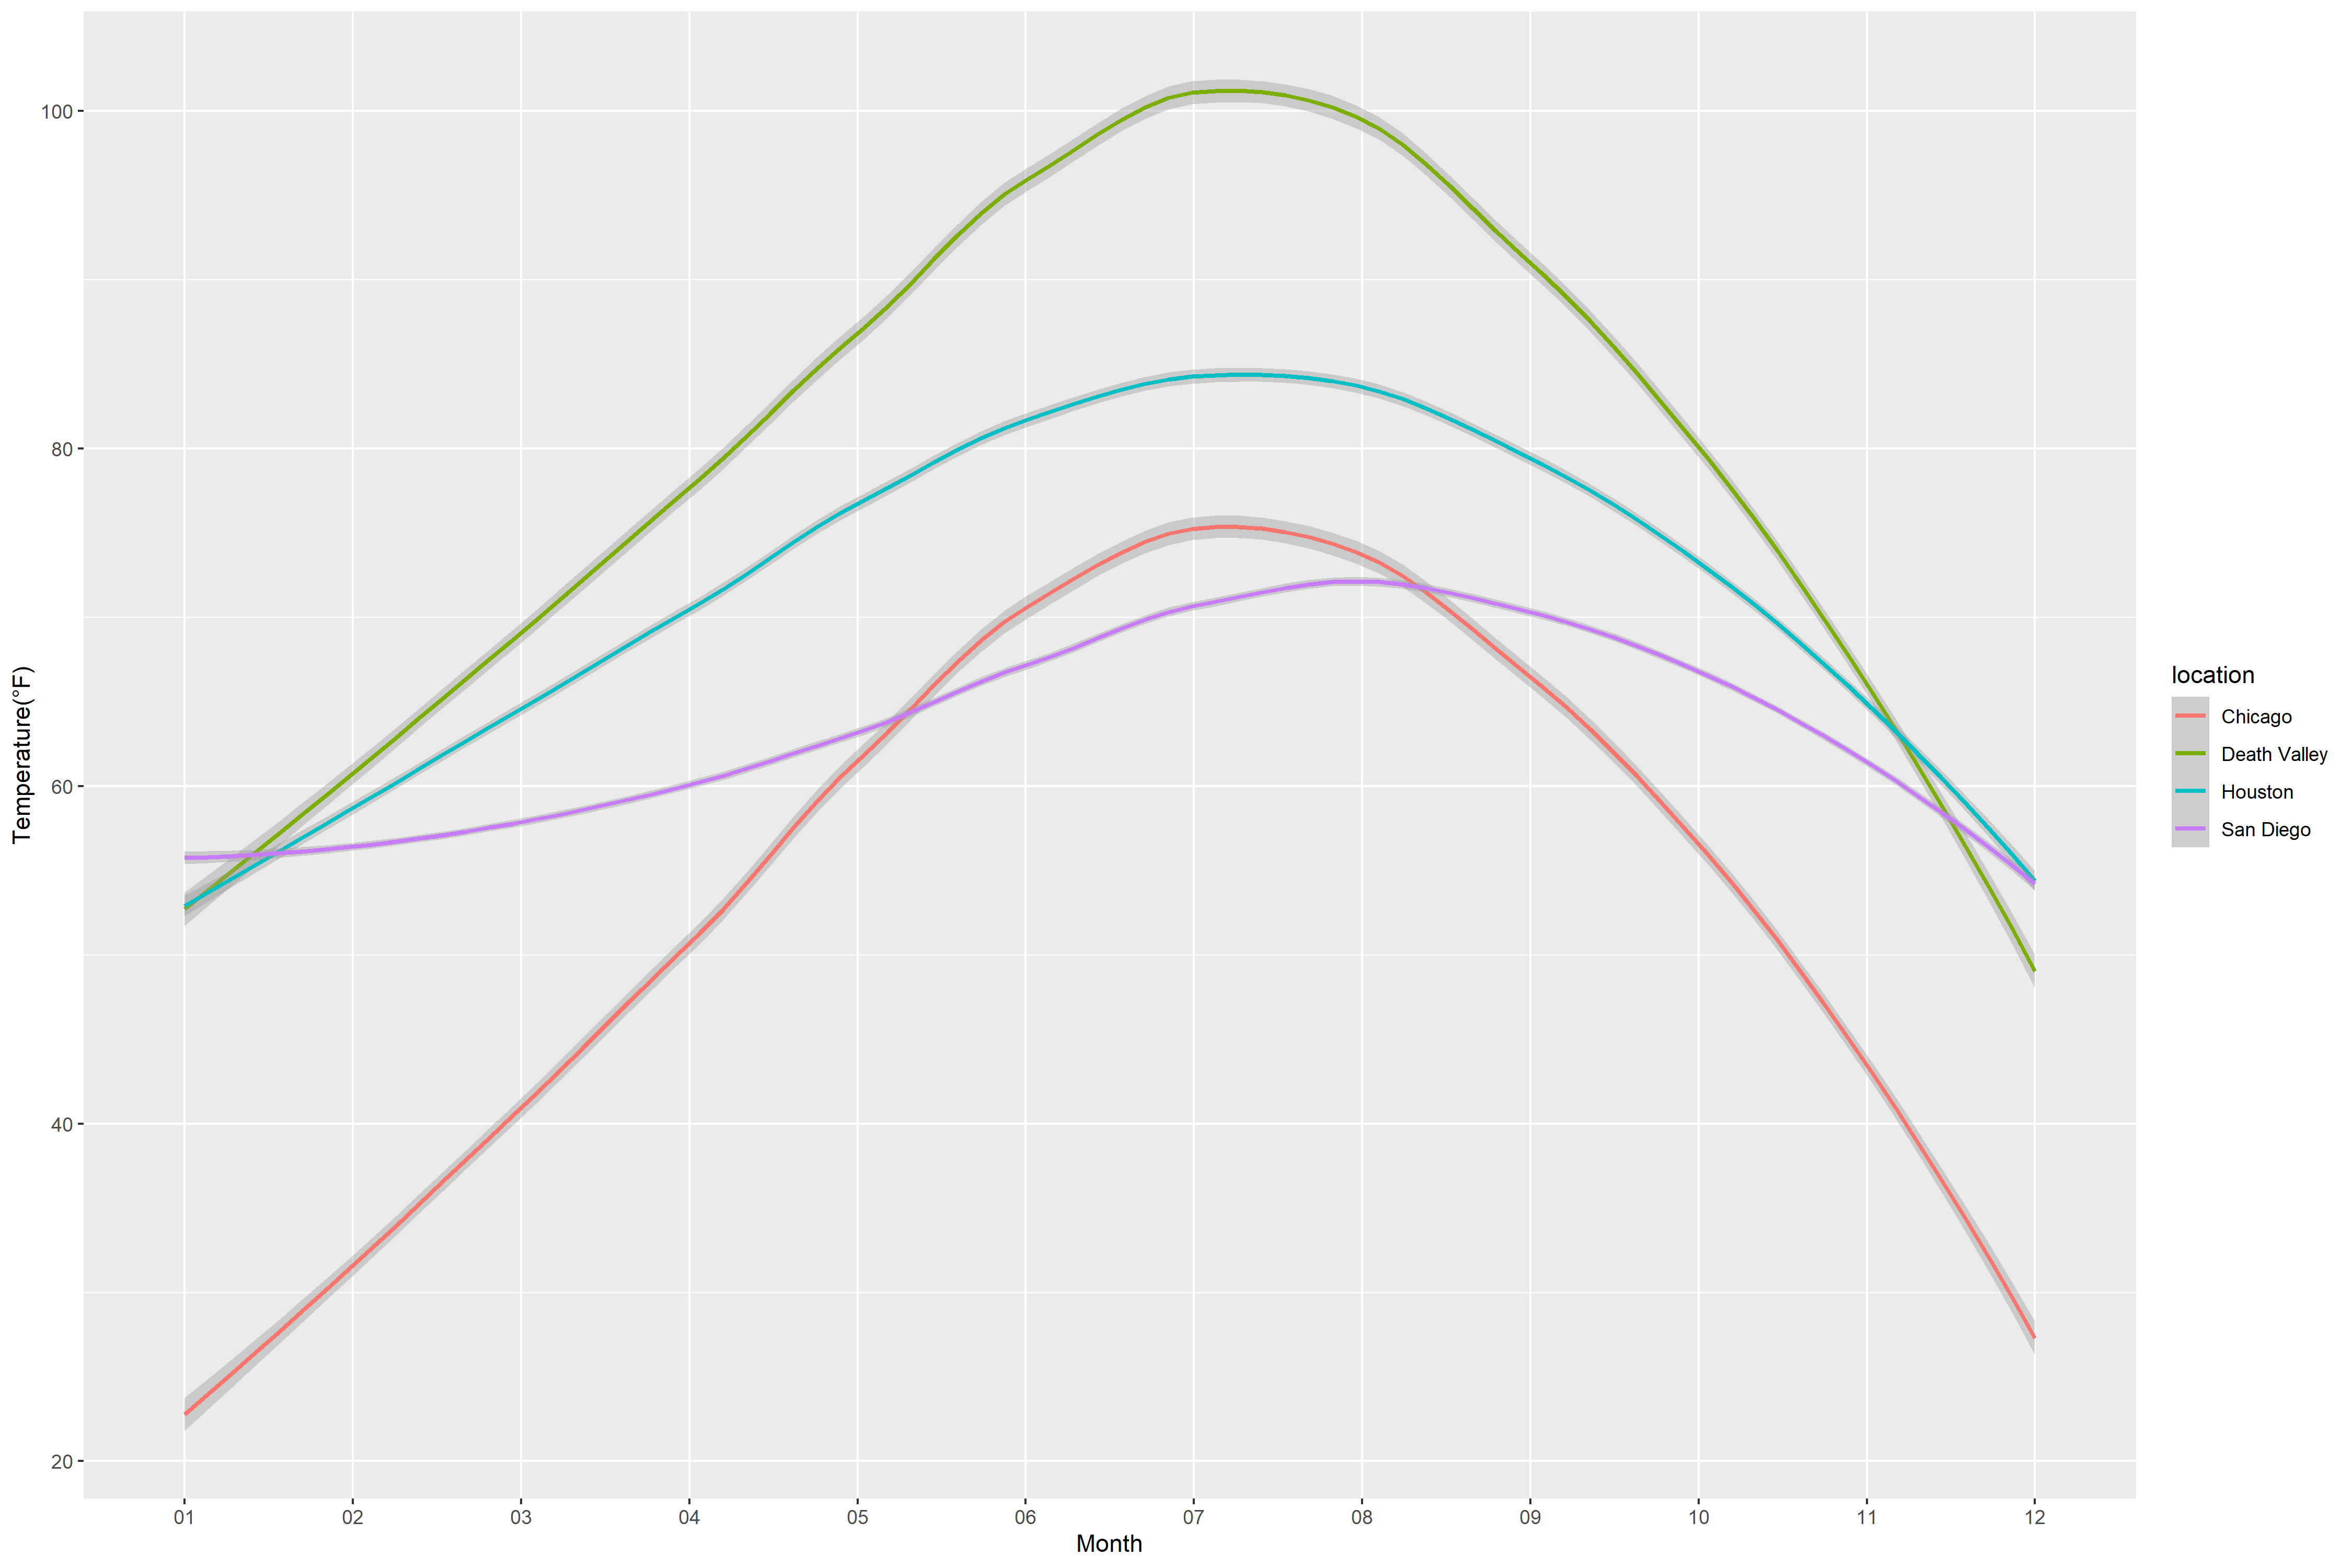 100
80
60
40
20
Temperature(°F)
01 02 03 04 05 06 07 08 09 10 11 12
Month
location
Chicago
Death Valley
Houston
San Diego